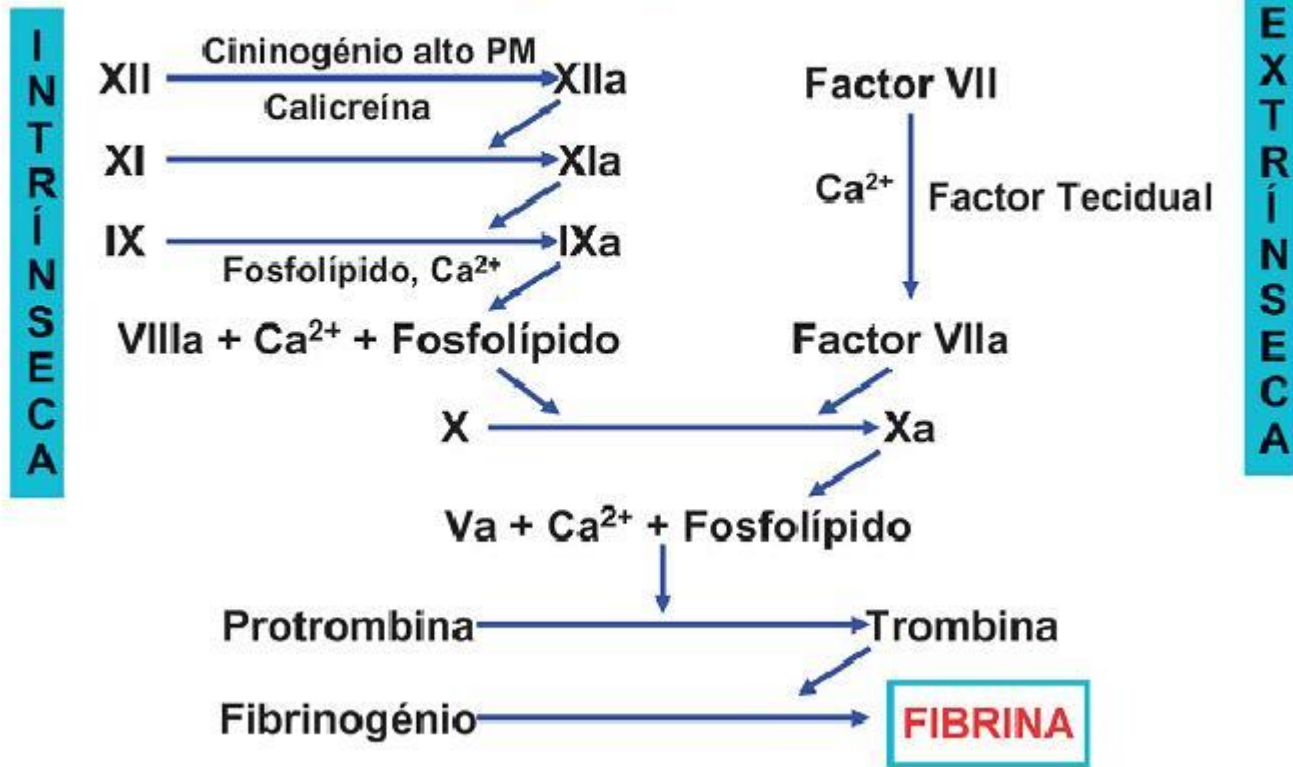 INTRÍNSECA
EXTRÍNSECA
Cininogénio alto PM
XII
XIIa
Calicreína
XI
XIa
IX
IXa
Fosfolípido, Ca²⁺
VIIIa + Ca²⁺ + Fosfolípido
Factor VII
Ca²⁺
Factor Tecidual
Factor VIIa
X
Xa
Va + Ca²⁺ + Fosfolípido
Protrombina
Trombina
Fibrinogénio
FIBRINA